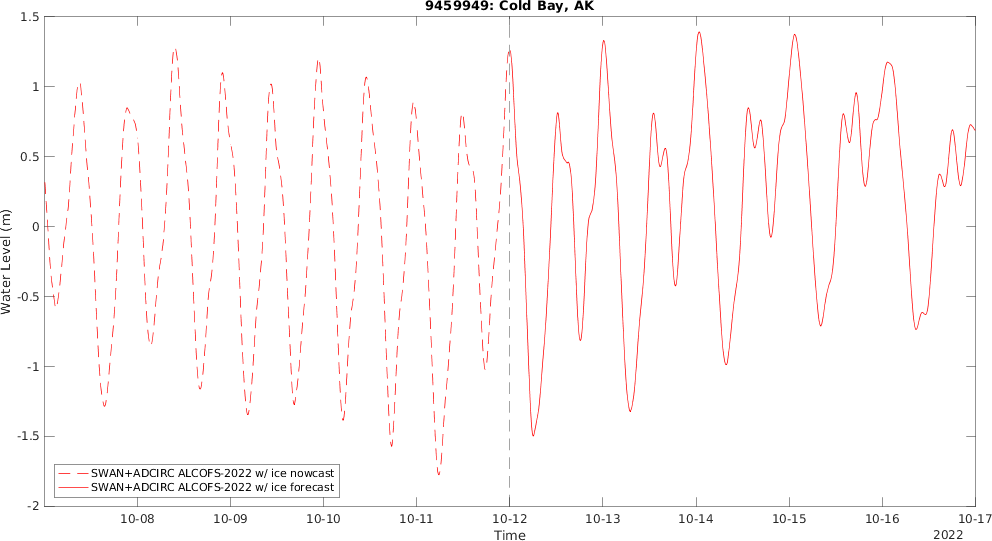 9459949: Cold Bay, AK
1.5
1
0.5
0
-0.5
-1
-1.5
-2
Water Level (m)
SWAN+ADCIRC ALCOFS-2022 w/ ice nowcast
SWAN+ADCIRC ALCOFS-2022 w/ ice forecast
10-08 10-09 10-10 10-11 10-12 10-13 10-14 10-15 10-16 10-17
Time
2022